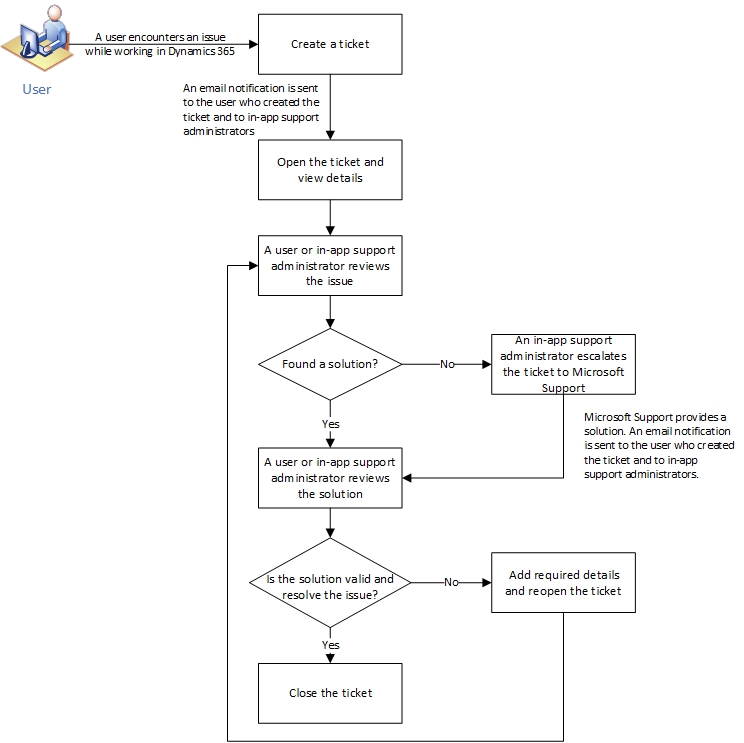 A user encounters an issue
while working in Dynamics 365
User
Create a ticket
An email notification is sent
to the user who created the
ticket and to in-app support
administrators
Open the ticket and
view details
A user or in-app support
administrator reviews
the issue
Found a solution?
No
An in-app support
administrator escalates
the ticket to Microsoft
Support
Yes
Microsoft Support provides a
solution. An email notification
is sent to the user who created
the ticket and to in-app
support administrators.
A user or in-app support
administrator reviews
the solution
Is the solution valid and
resolve the issue?
No
Add required details
and reopen the ticket
Yes
Close the ticket